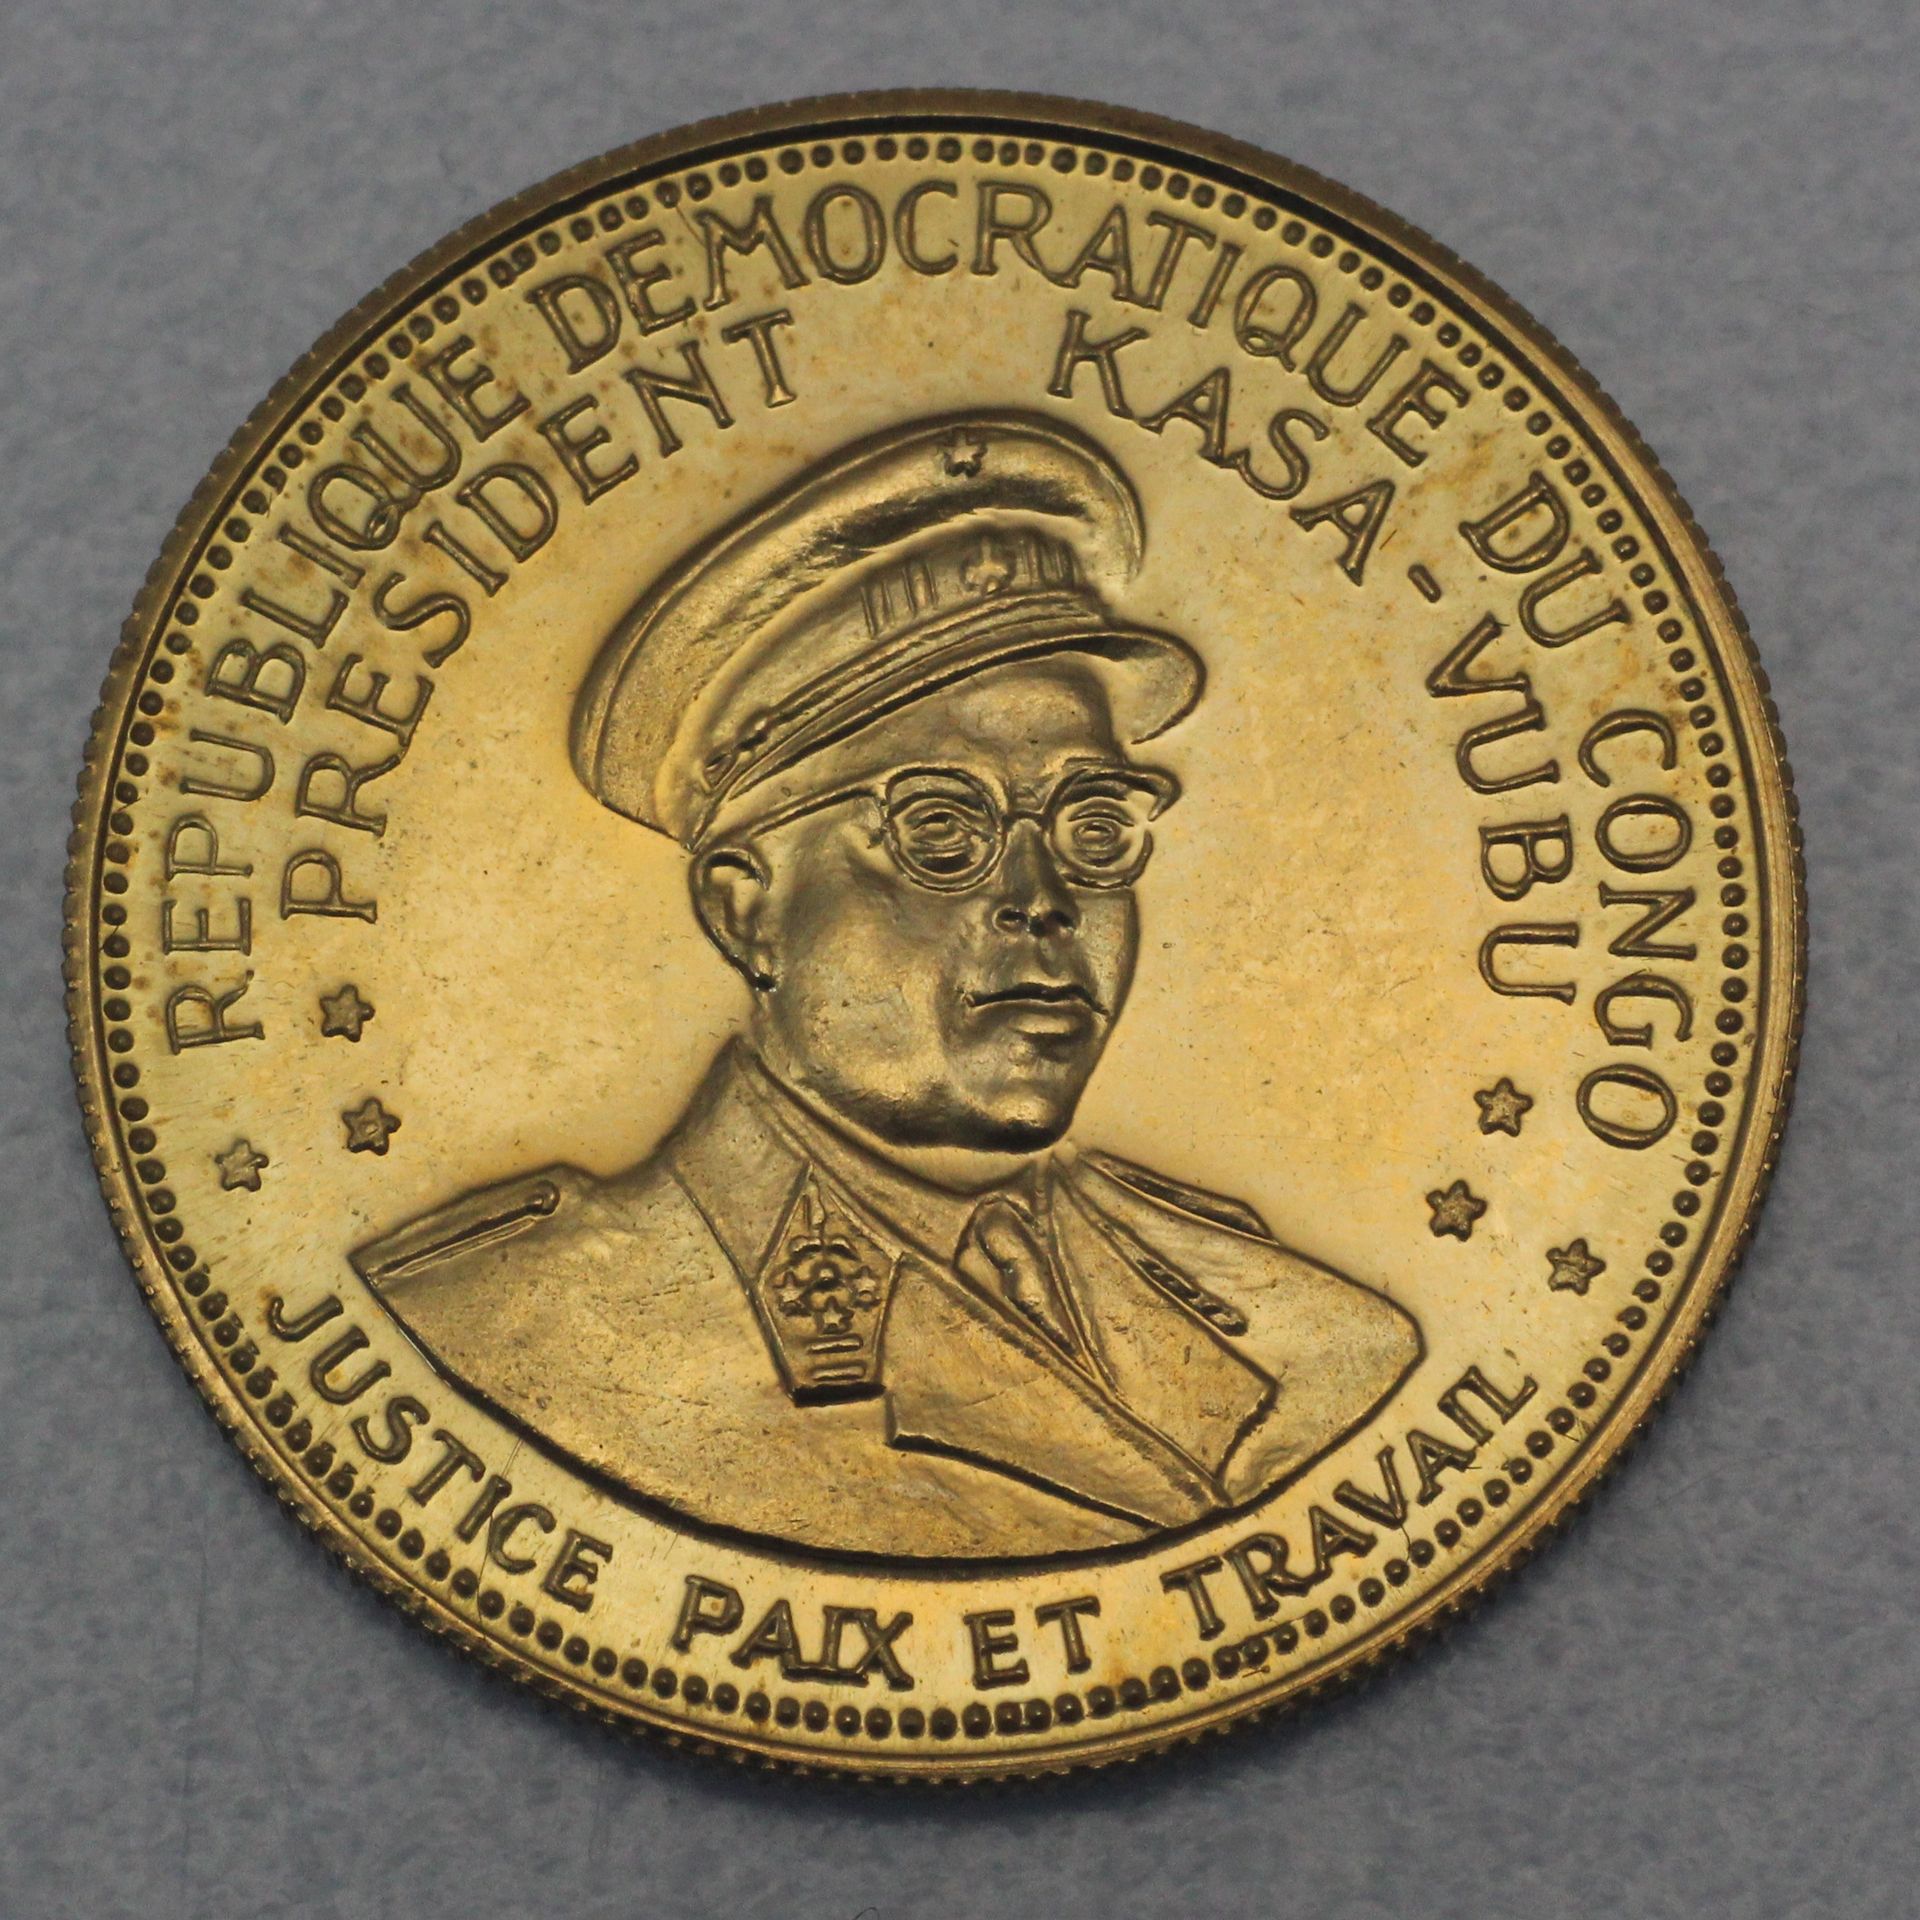 REPUBLIQUE DEMOCRATIQUE DU CONGO
PRESIDENT KASA-VUBU
JUSTICE PAIX ET TRAVAIL